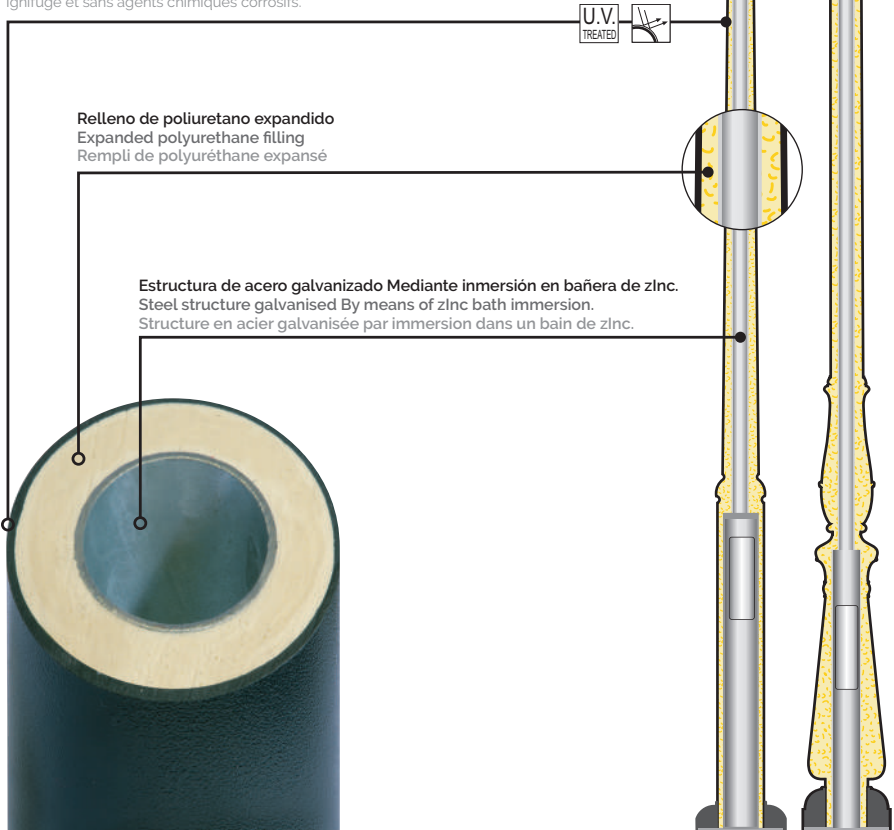 ignifuge et sans agents chimiques corrosifs.
U.V.
TREATED
Relleno de poliuretano expandido
Expanded polyurethane filling
Rempli de polyuréthane expansé
Estructura de acero galvanizado Mediante inmersión en bañera de zInc.
Steel structure galvanised By means of zInc bath immersion.
Structure en acier galvanisée par immersion dans un bain de zInc.